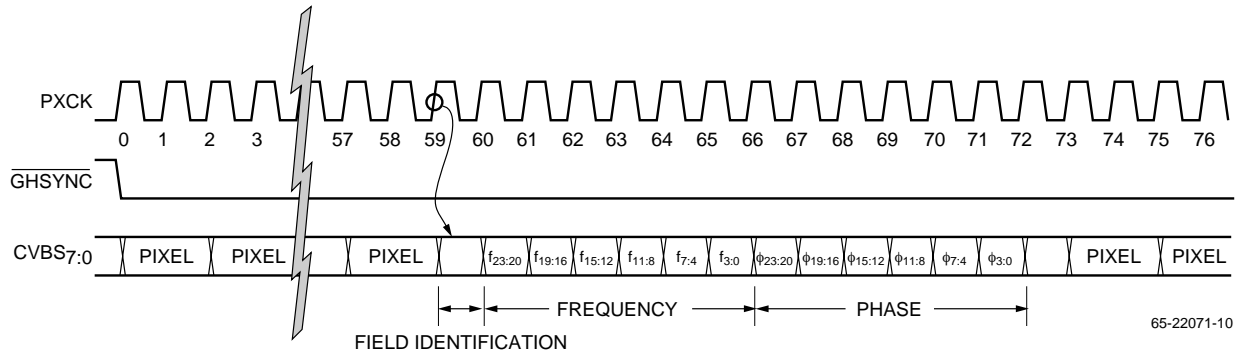 PXCK
0 1 2 3 57 58 59 60 61 62 63 64 65 66 67 68 69 70 71 72 73 74 75 76
GHSYNC
CVBS7:0 PIXEL PIXEL PIXEL f23:20 f19:16 f15:12 f11:8 f7:4 f3:0 ϕ23:20 ϕ19:16 ϕ15:12 ϕ11:8 ϕ7:4 ϕ3:0 PIXEL PIXEL
FREQUENCY PHASE
65-22071-10
FIELD IDENTIFICATION